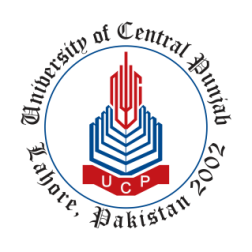 University of Central Punjab
UCP
Lahore, Pakistan 2002